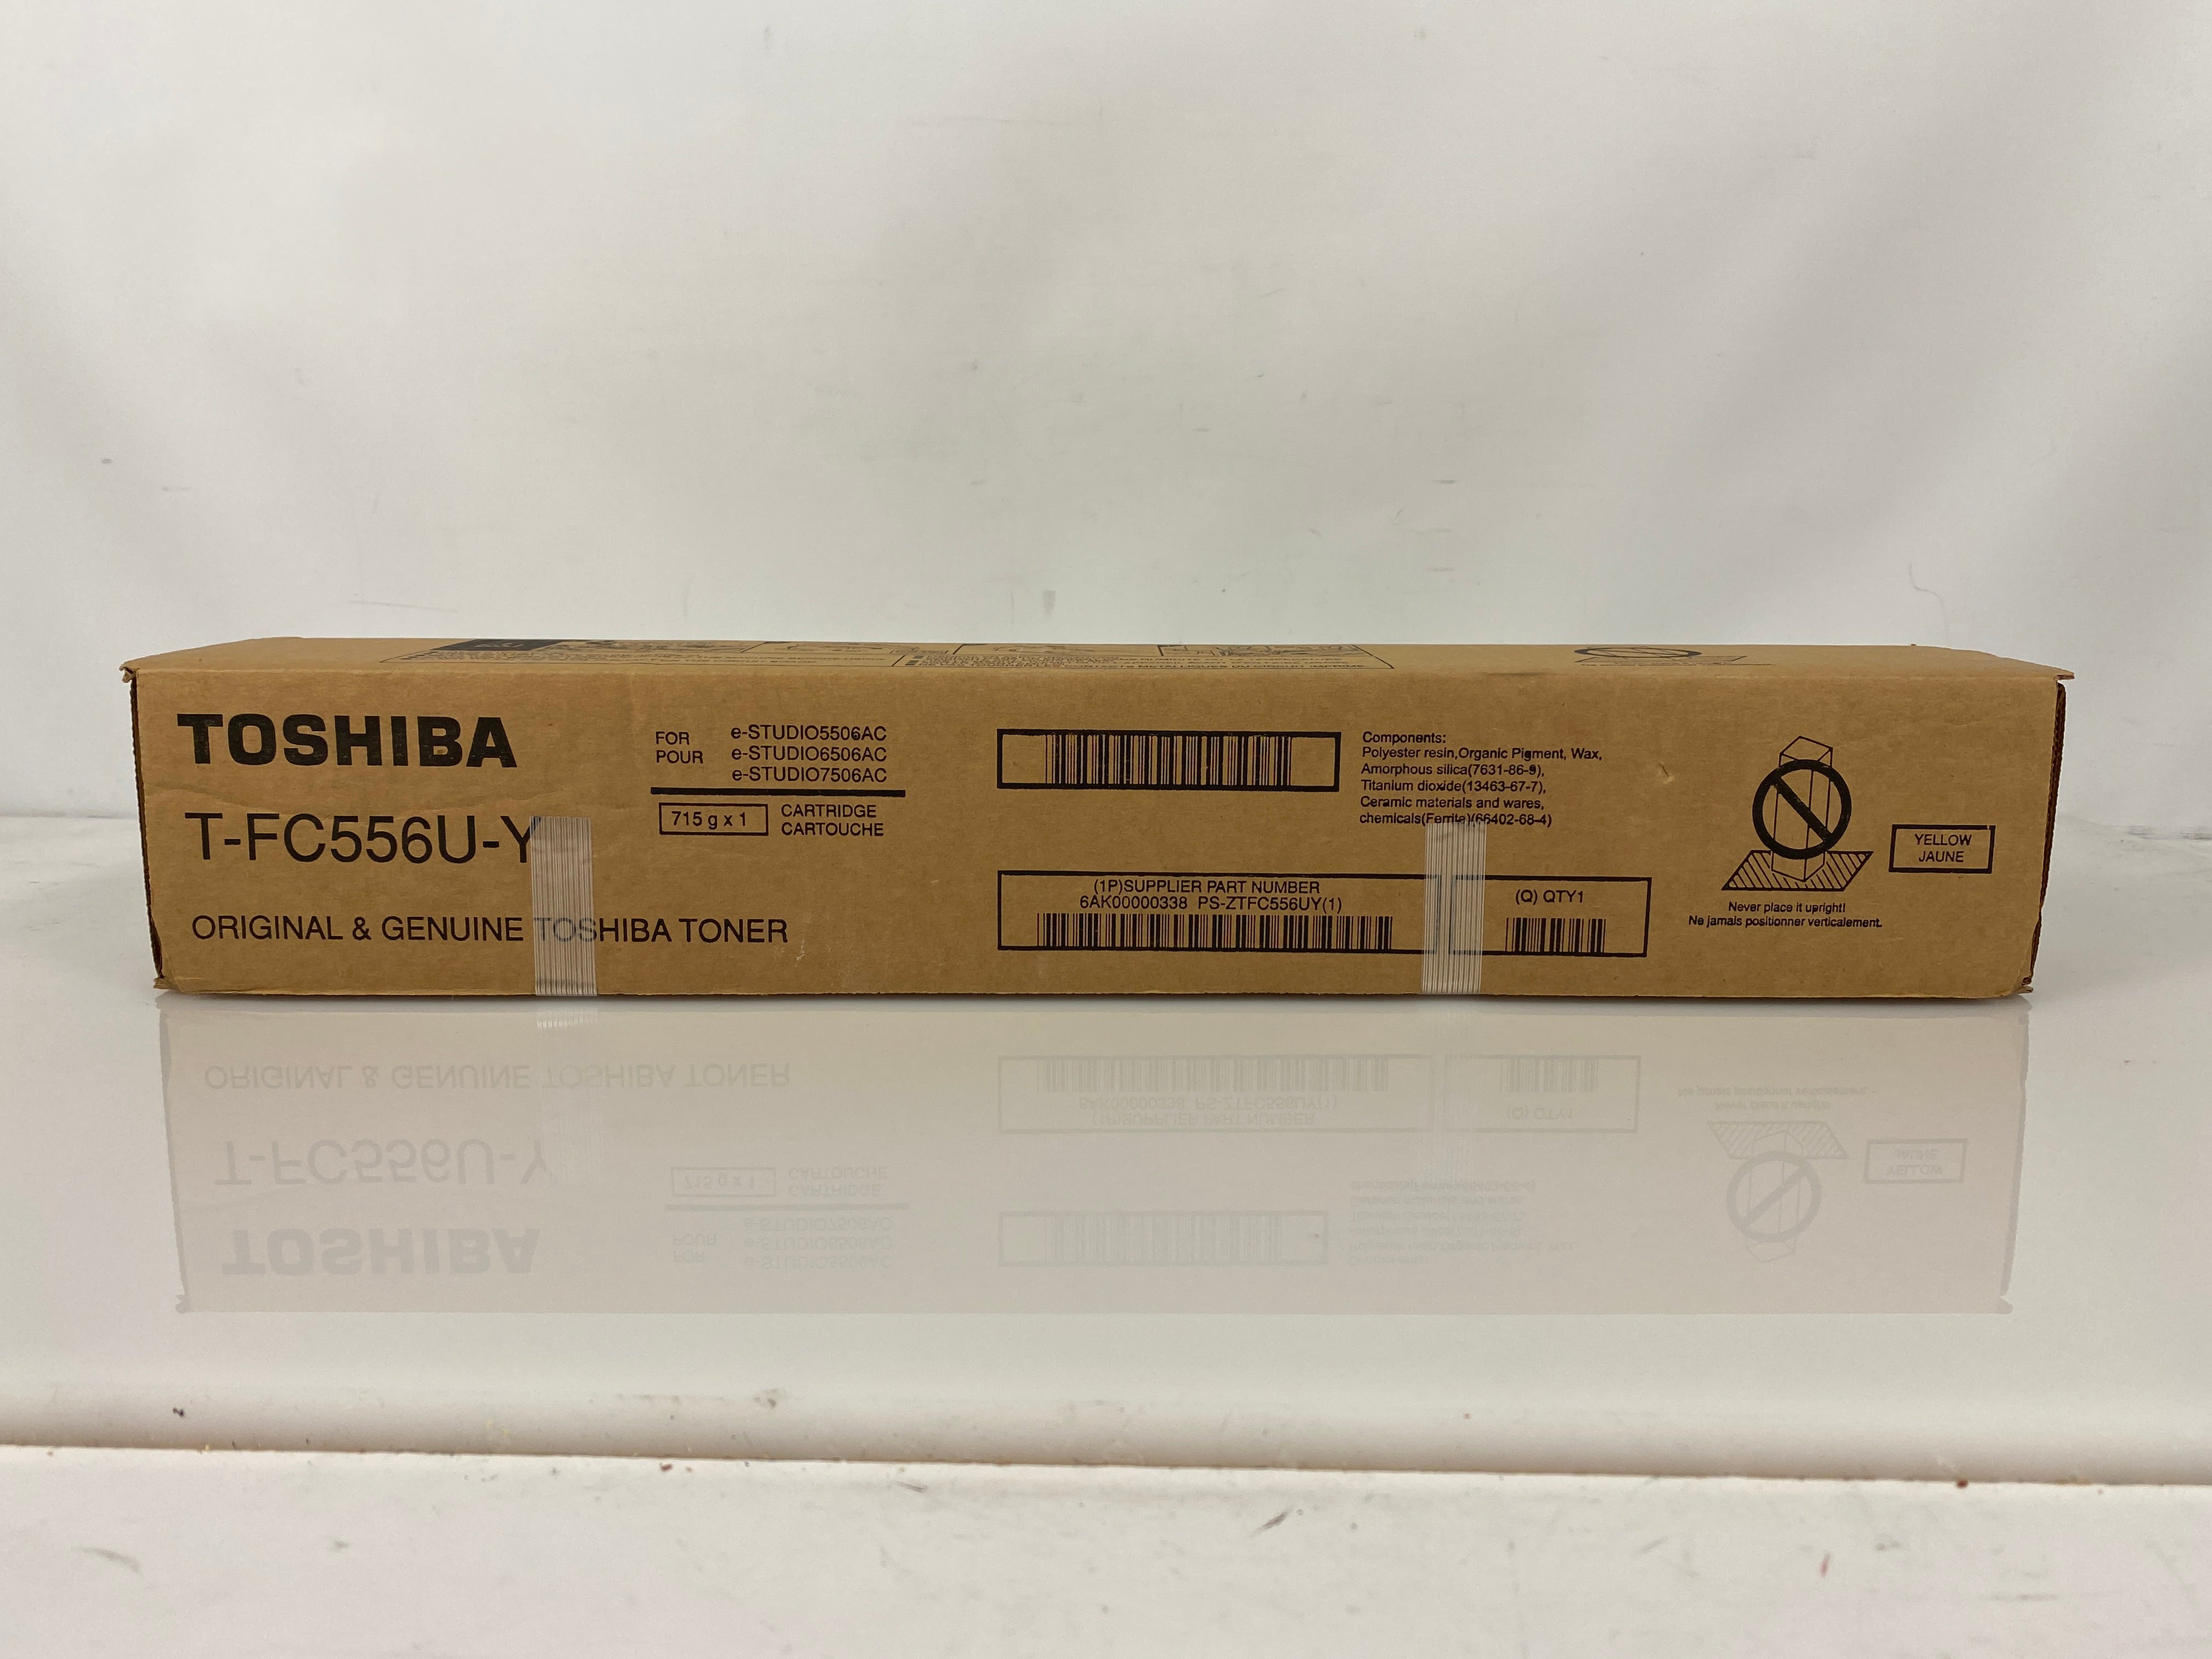 TOSHIBA
T-FC556U-Y
ORIGINAL & GENUINE TOSHIBA TONER
FOR
POUR
e-STUDIO5506AC
e-STUDIO6506AC
e-STUDIO7506AC
715 g x 1
CARTRIDGE
CARTOUCHE
Components:
Polyester resin,Organic Pigment, Wax,
Amorphous silica(7631-86-9),
Titanium dioxide(13463-67-7),
Ceramic materials and wares,
chemicals(Ferrite)(66402-68-4)
(1P)SUPPLIER PART NUMBER
6AK00000338 PS-ZTFC556UY(1)
(Q) QTY1
Never place it upright!
Ne jamais positionner verticalement.
YELLOW
JAUNE